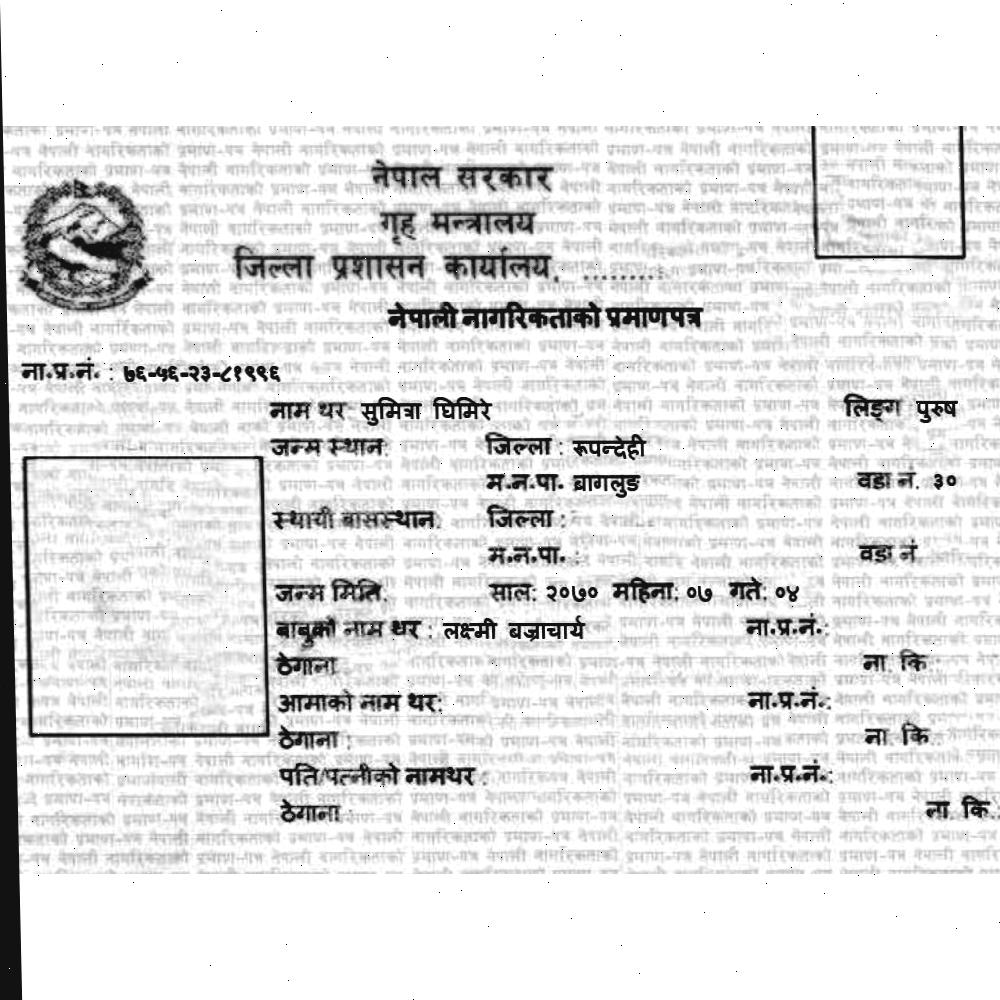 नेपाल सरकार
गृह मन्त्रालय
जिल्ला प्रशासन कार्यालय, ..........
नेपाली नागरिकताको प्रमाणपत्र
ना.प्र.नं. : ७६-५६-२३-८१९९६
नाम थर सुमित्रा घिमिरे लिङ्ग पुरुष
जन्म स्थान: जिल्ला : रूपन्देही
म.न.पा. बागलुङ वडा नं. ३०
स्थायी बासस्थान: जिल्ला :
म.न.पा. : वडा नं
जन्म मिति. साल: २०७० महिना: ०७ गते: ०४
बाबुको नाम थर : लक्ष्मी बज्राचार्य ना.प्र.नं.:
ठेगाना ना. कि.:
आमाको नाम थर: ना.प्र.नं.:
ठेगाना : ना. कि.:
पति/पत्नीको नामथर : ना.प्र.नं.:
ठेगाना : ना. कि.: